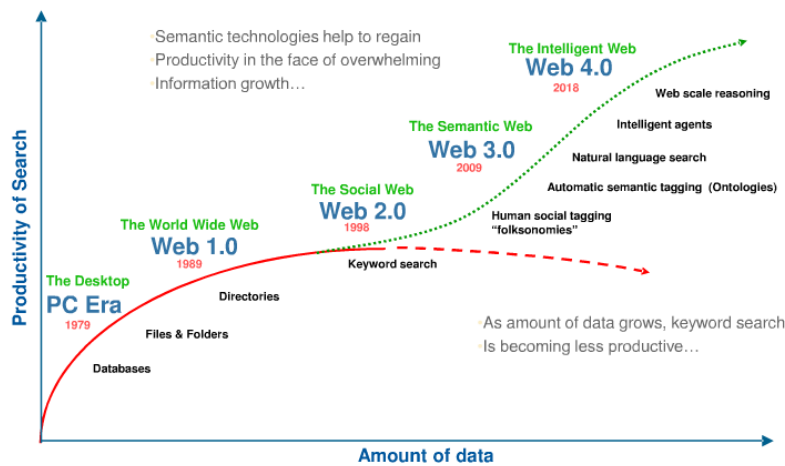 Semantic technologies help to regain
Productivity in the face of overwhelming
Information growth…
The Intelligent Web
Web 4.0
2018
Web scale reasoning
Intelligent agents
The Semantic Web
Web 3.0
2009
Natural language search
Automatic semantic tagging (Ontologies)
The Social Web
Web 2.0
1998
Human social tagging
“folksonomies”
The World Wide Web
Web 1.0
1989
Keyword search
The Desktop
PC Era
1979
Directories
Files & Folders
Databases
As amount of data grows, keyword search
Is becoming less productive…
Productivity of Search
Amount of data